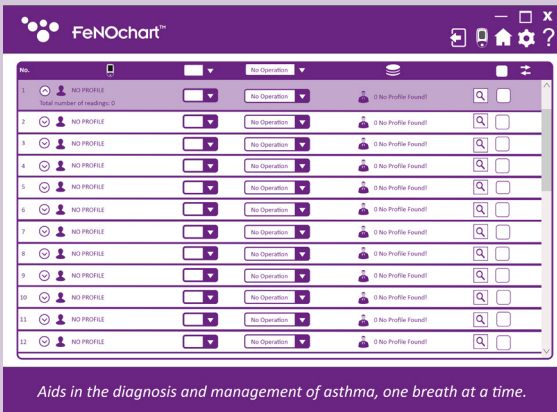 FeNOchart™
?
No.
No Operation
1 NO PROFILE No Operation 0 No Profile Found!
Total number of readings: 0
2 NO PROFILE No Operation 0 No Profile Found!
3 NO PROFILE No Operation 0 No Profile Found!
4 NO PROFILE No Operation 0 No Profile Found!
5 NO PROFILE No Operation 0 No Profile Found!
6 NO PROFILE No Operation 0 No Profile Found!
7 NO PROFILE No Operation 0 No Profile Found!
8 NO PROFILE No Operation 0 No Profile Found!
9 NO PROFILE No Operation 0 No Profile Found!
10 NO PROFILE No Operation 0 No Profile Found!
11 NO PROFILE No Operation 0 No Profile Found!
12 NO PROFILE No Operation 0 No Profile Found!
Aids in the diagnosis and management of asthma, one breath at a time.